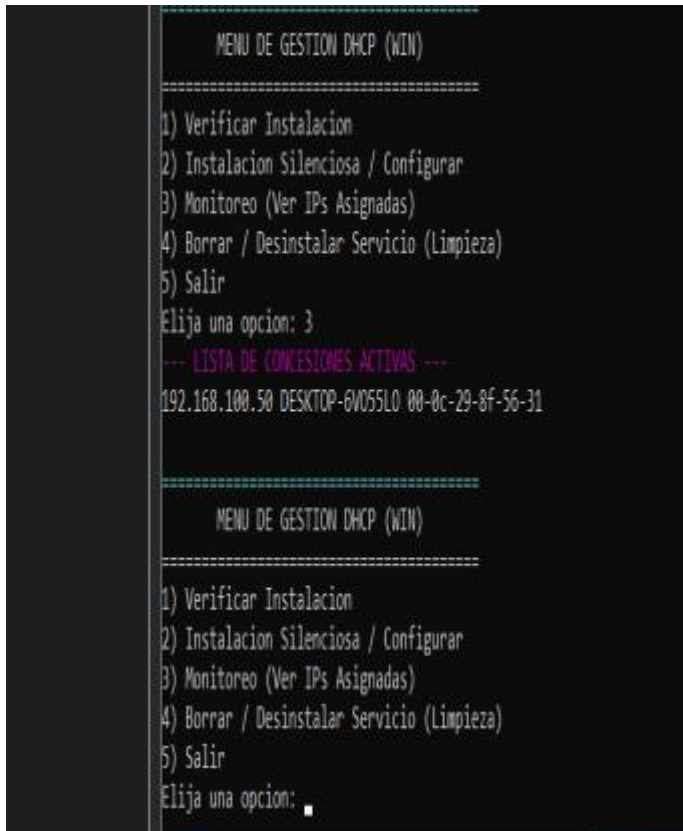 ========================================
MENU DE GESTION DHCP (WIN)
========================================
1) Verificar Instalacion
2) Instalacion Silenciosa / Configurar
3) Monitoreo (Ver IPs Asignadas)
4) Borrar / Desinstalar Servicio (Limpieza)
5) Salir
Elija una opcion: 3
--- LISTA DE CONCESIONES ACTIVAS ---
192.168.100.50 DESKTOP-6VO55LO 00-0c-29-8f-56-31
========================================
MENU DE GESTION DHCP (WIN)
========================================
1) Verificar Instalacion
2) Instalacion Silenciosa / Configurar
3) Monitoreo (Ver IPs Asignadas)
4) Borrar / Desinstalar Servicio (Limpieza)
5) Salir
Elija una opcion: